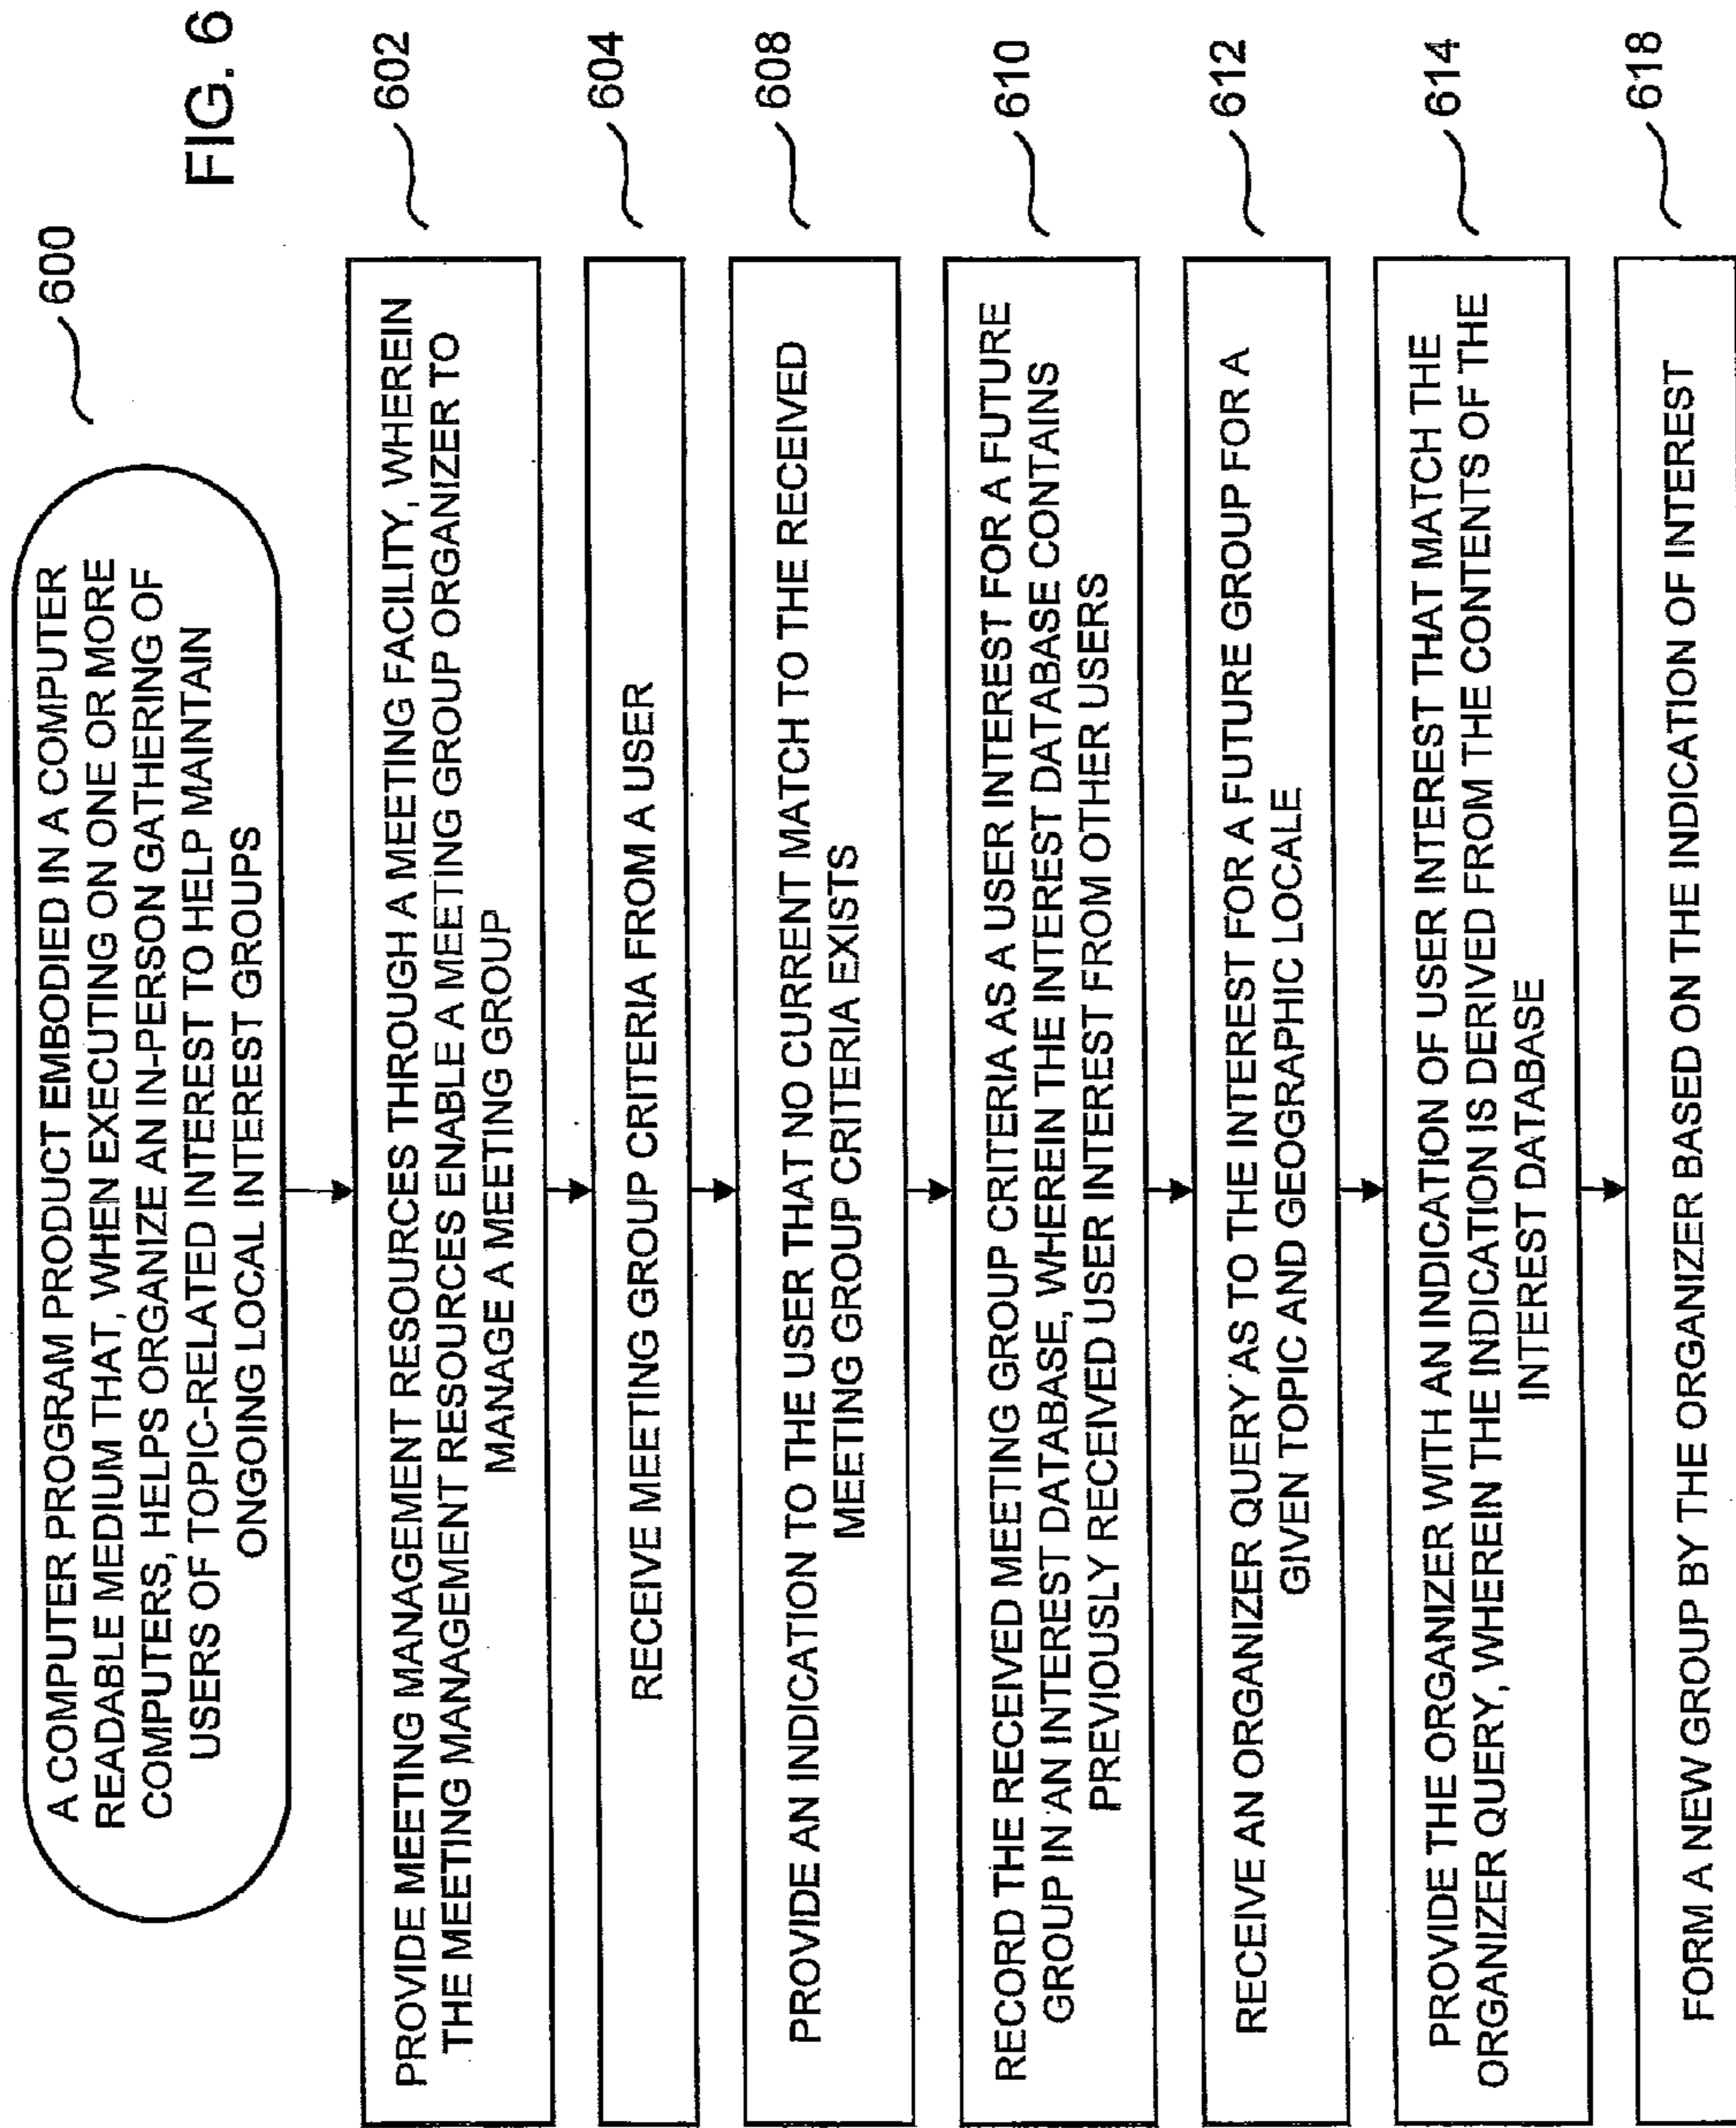 FIG. 6
600
A COMPUTER PROGRAM PRODUCT EMBODIED IN A COMPUTER
READABLE MEDIUM THAT, WHEN EXECUTING ON ONE OR MORE
COMPUTERS, HELPS ORGANIZE AN IN-PERSON GATHERING OF
USERS OF TOPIC-RELATED INTEREST TO HELP MAINTAIN
ONGOING LOCAL INTEREST GROUPS
602
PROVIDE MEETING MANAGEMENT RESOURCES THROUGH A MEETING FACILITY, WHEREIN
THE MEETING MANAGEMENT RESOURCES ENABLE A MEETING GROUP ORGANIZER TO
MANAGE A MEETING GROUP
604
RECEIVE MEETING GROUP CRITERIA FROM A USER
608
PROVIDE AN INDICATION TO THE USER THAT NO CURRENT MATCH TO THE RECEIVED
MEETING GROUP CRITERIA EXISTS
610
RECORD THE RECEIVED MEETING GROUP CRITERIA AS A USER INTEREST FOR A FUTURE
GROUP IN AN INTEREST DATABASE, WHEREIN THE INTEREST DATABASE CONTAINS
PREVIOUSLY RECEIVED USER INTEREST FROM OTHER USERS
612
RECEIVE AN ORGANIZER QUERY AS TO THE INTEREST FOR A FUTURE GROUP FOR A
GIVEN TOPIC AND GEOGRAPHIC LOCALE
614
PROVIDE THE ORGANIZER WITH AN INDICATION OF USER INTEREST THAT MATCH THE
ORGANIZER QUERY, WHEREIN THE INDICATION IS DERIVED FROM THE CONTENTS OF THE
INTEREST DATABASE
618
FORM A NEW GROUP BY THE ORGANIZER BASED ON THE INDICATION OF INTEREST